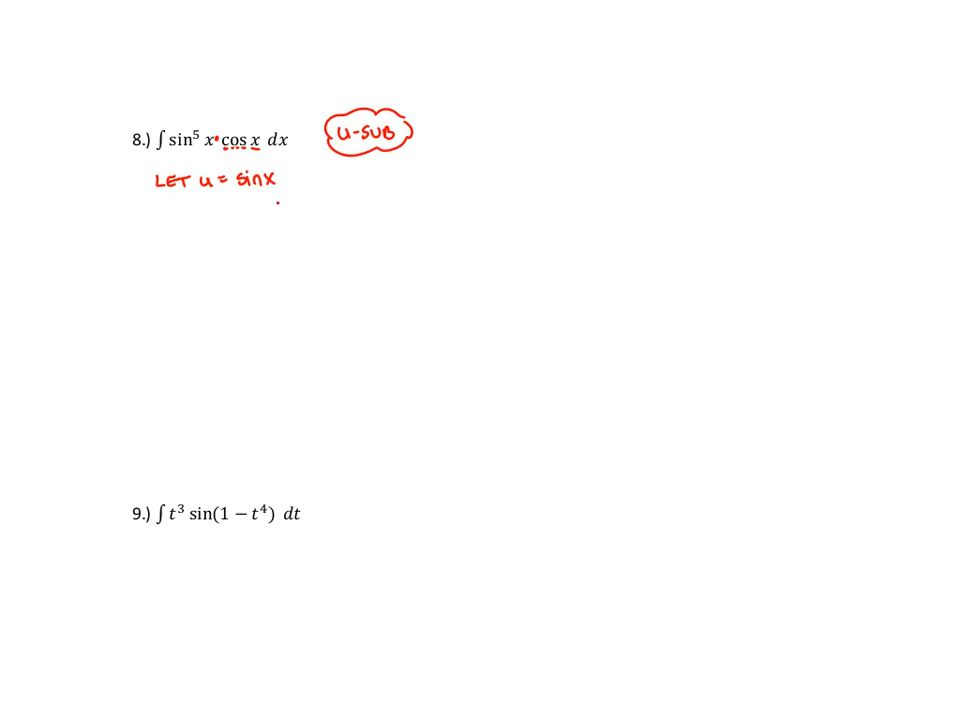 8.) ∫ sin⁵ x • cos x dx U-SUB
LET u = sinx
9.) ∫ t³ sin(1 − t⁴) dt